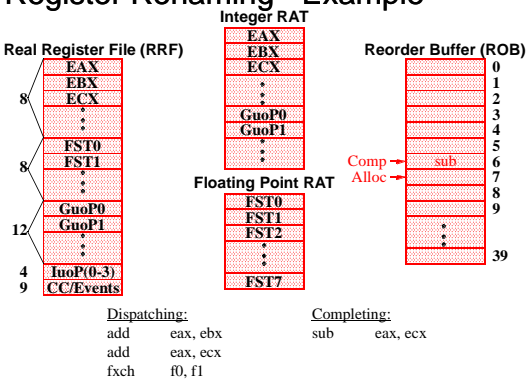 Register Renaming - Example
Integer RAT
Real Register File (RRF)
Reorder Buffer (ROB)
EAX
EBX
ECX
GuoP0
GuoP1
8
EAX
EBX
ECX
8
FST0
FST1
12
GuoP0
GuoP1
4 IuoP(0-3)
9 CC/Events
Floating Point RAT
FST0
FST1
FST2
FST7
0
1
2
3
4
5
Comp sub 6
Alloc 7
8
9
39
Dispatching:
add eax, ebx
add eax, ecx
fxch f0, f1
Completing:
sub eax, ecx